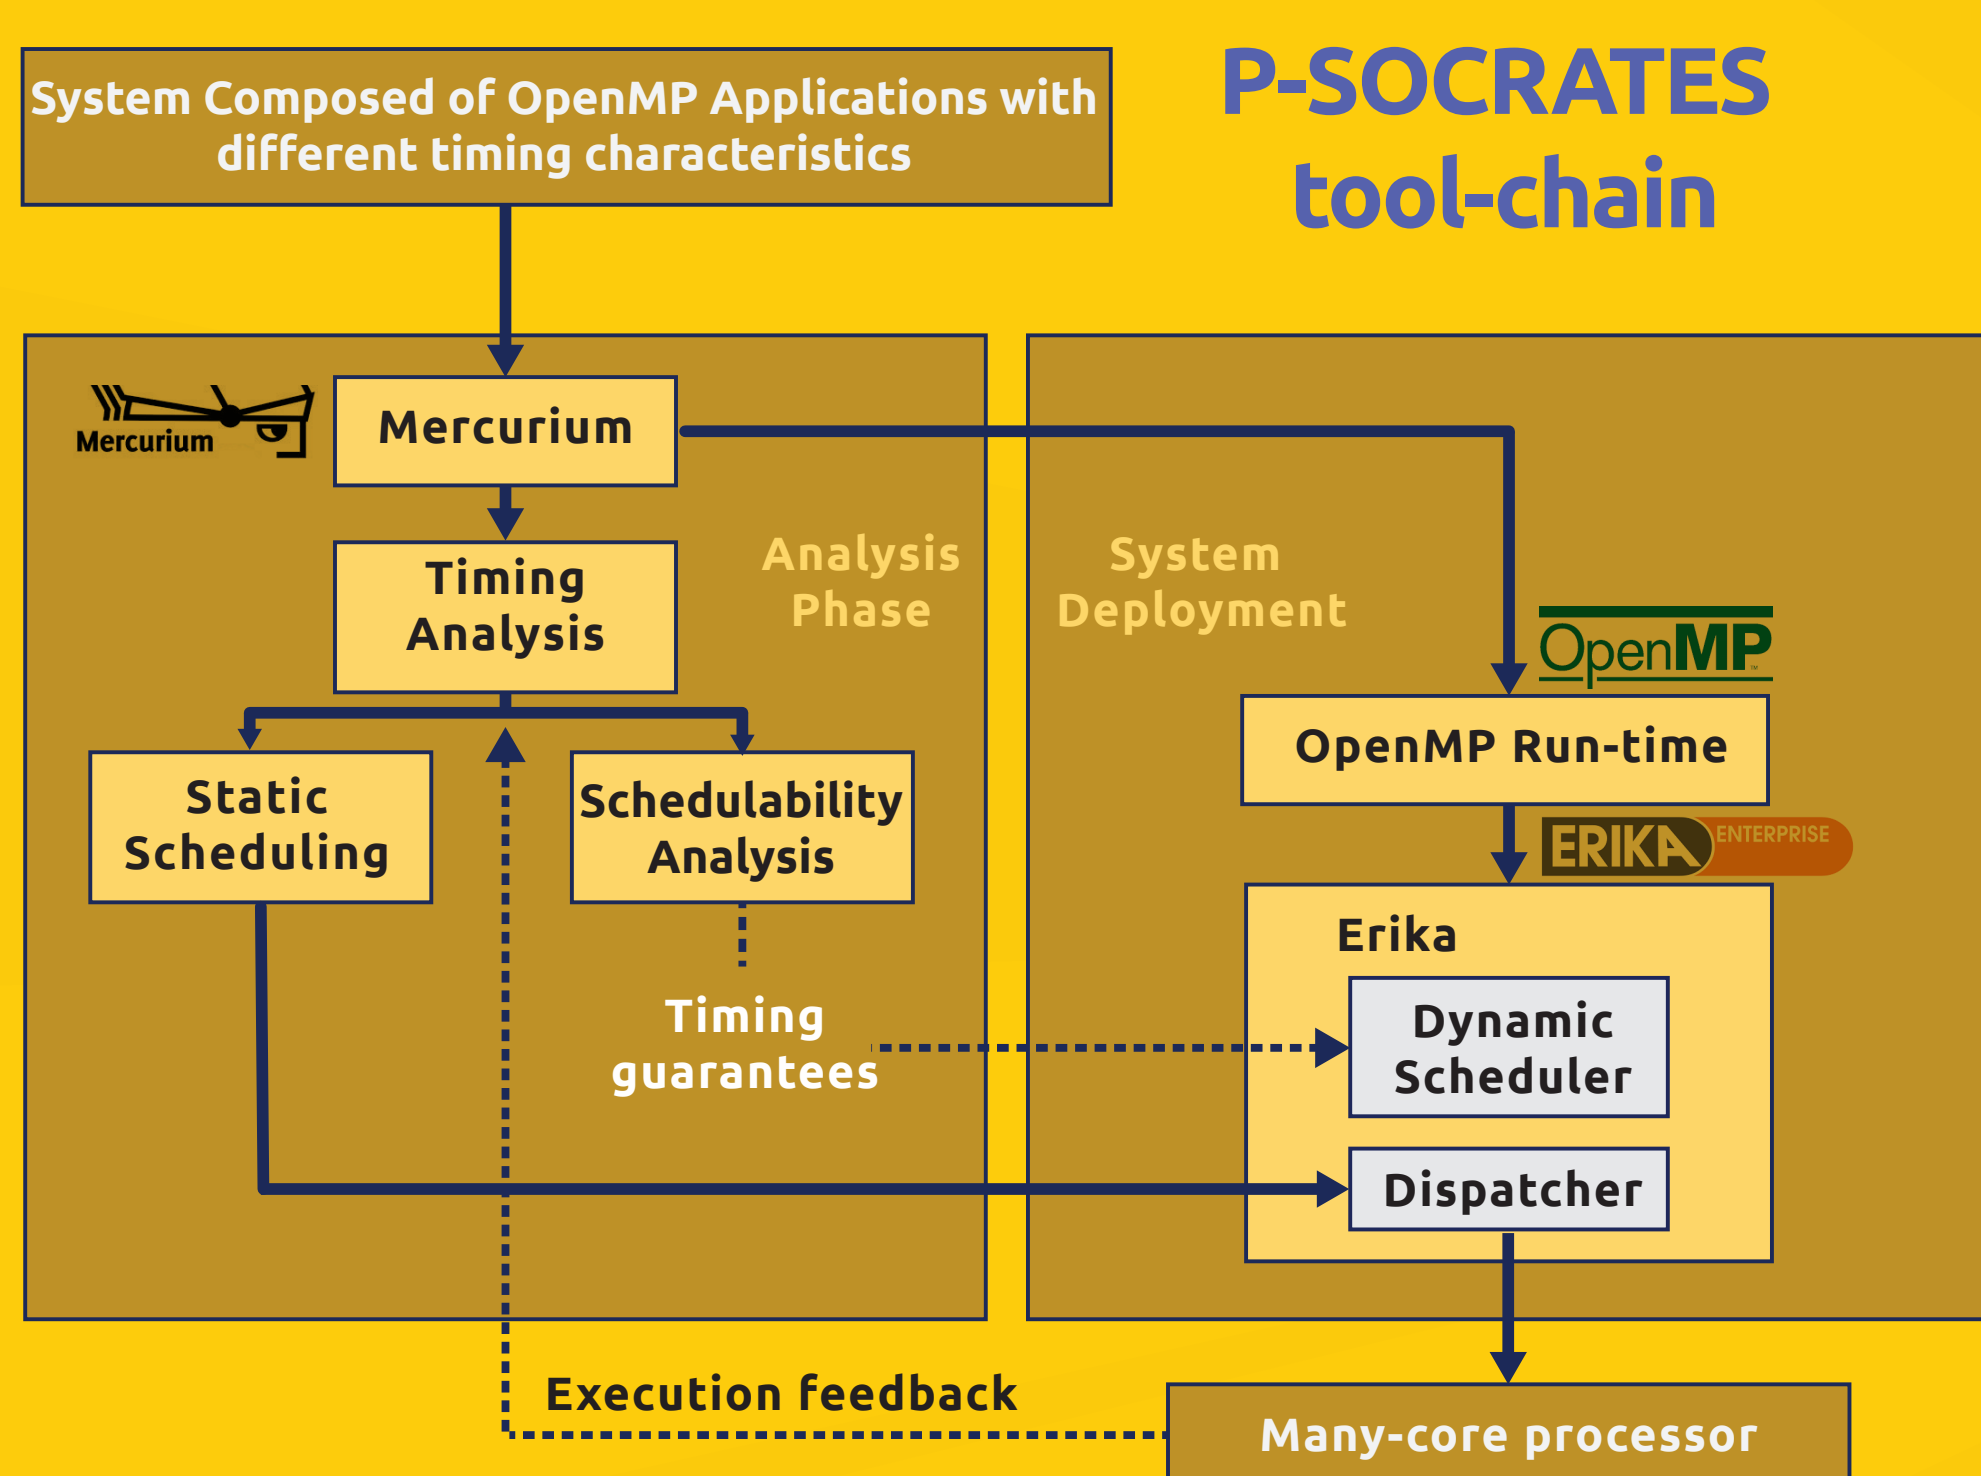 System Composed of OpenMP Applications with
different timing characteristics
P-SOCRATES
tool-chain
Mercurium
Mercurium
Timing
Analysis
Analysis
Phase
Static
Scheduling
Schedulability
Analysis
Timing
guarantees
System
Deployment
OpenMP
OpenMP Run-time
ERIKA ENTERPRISE
Erika
Dynamic
Scheduler
Dispatcher
Execution feedback
Many-core processor